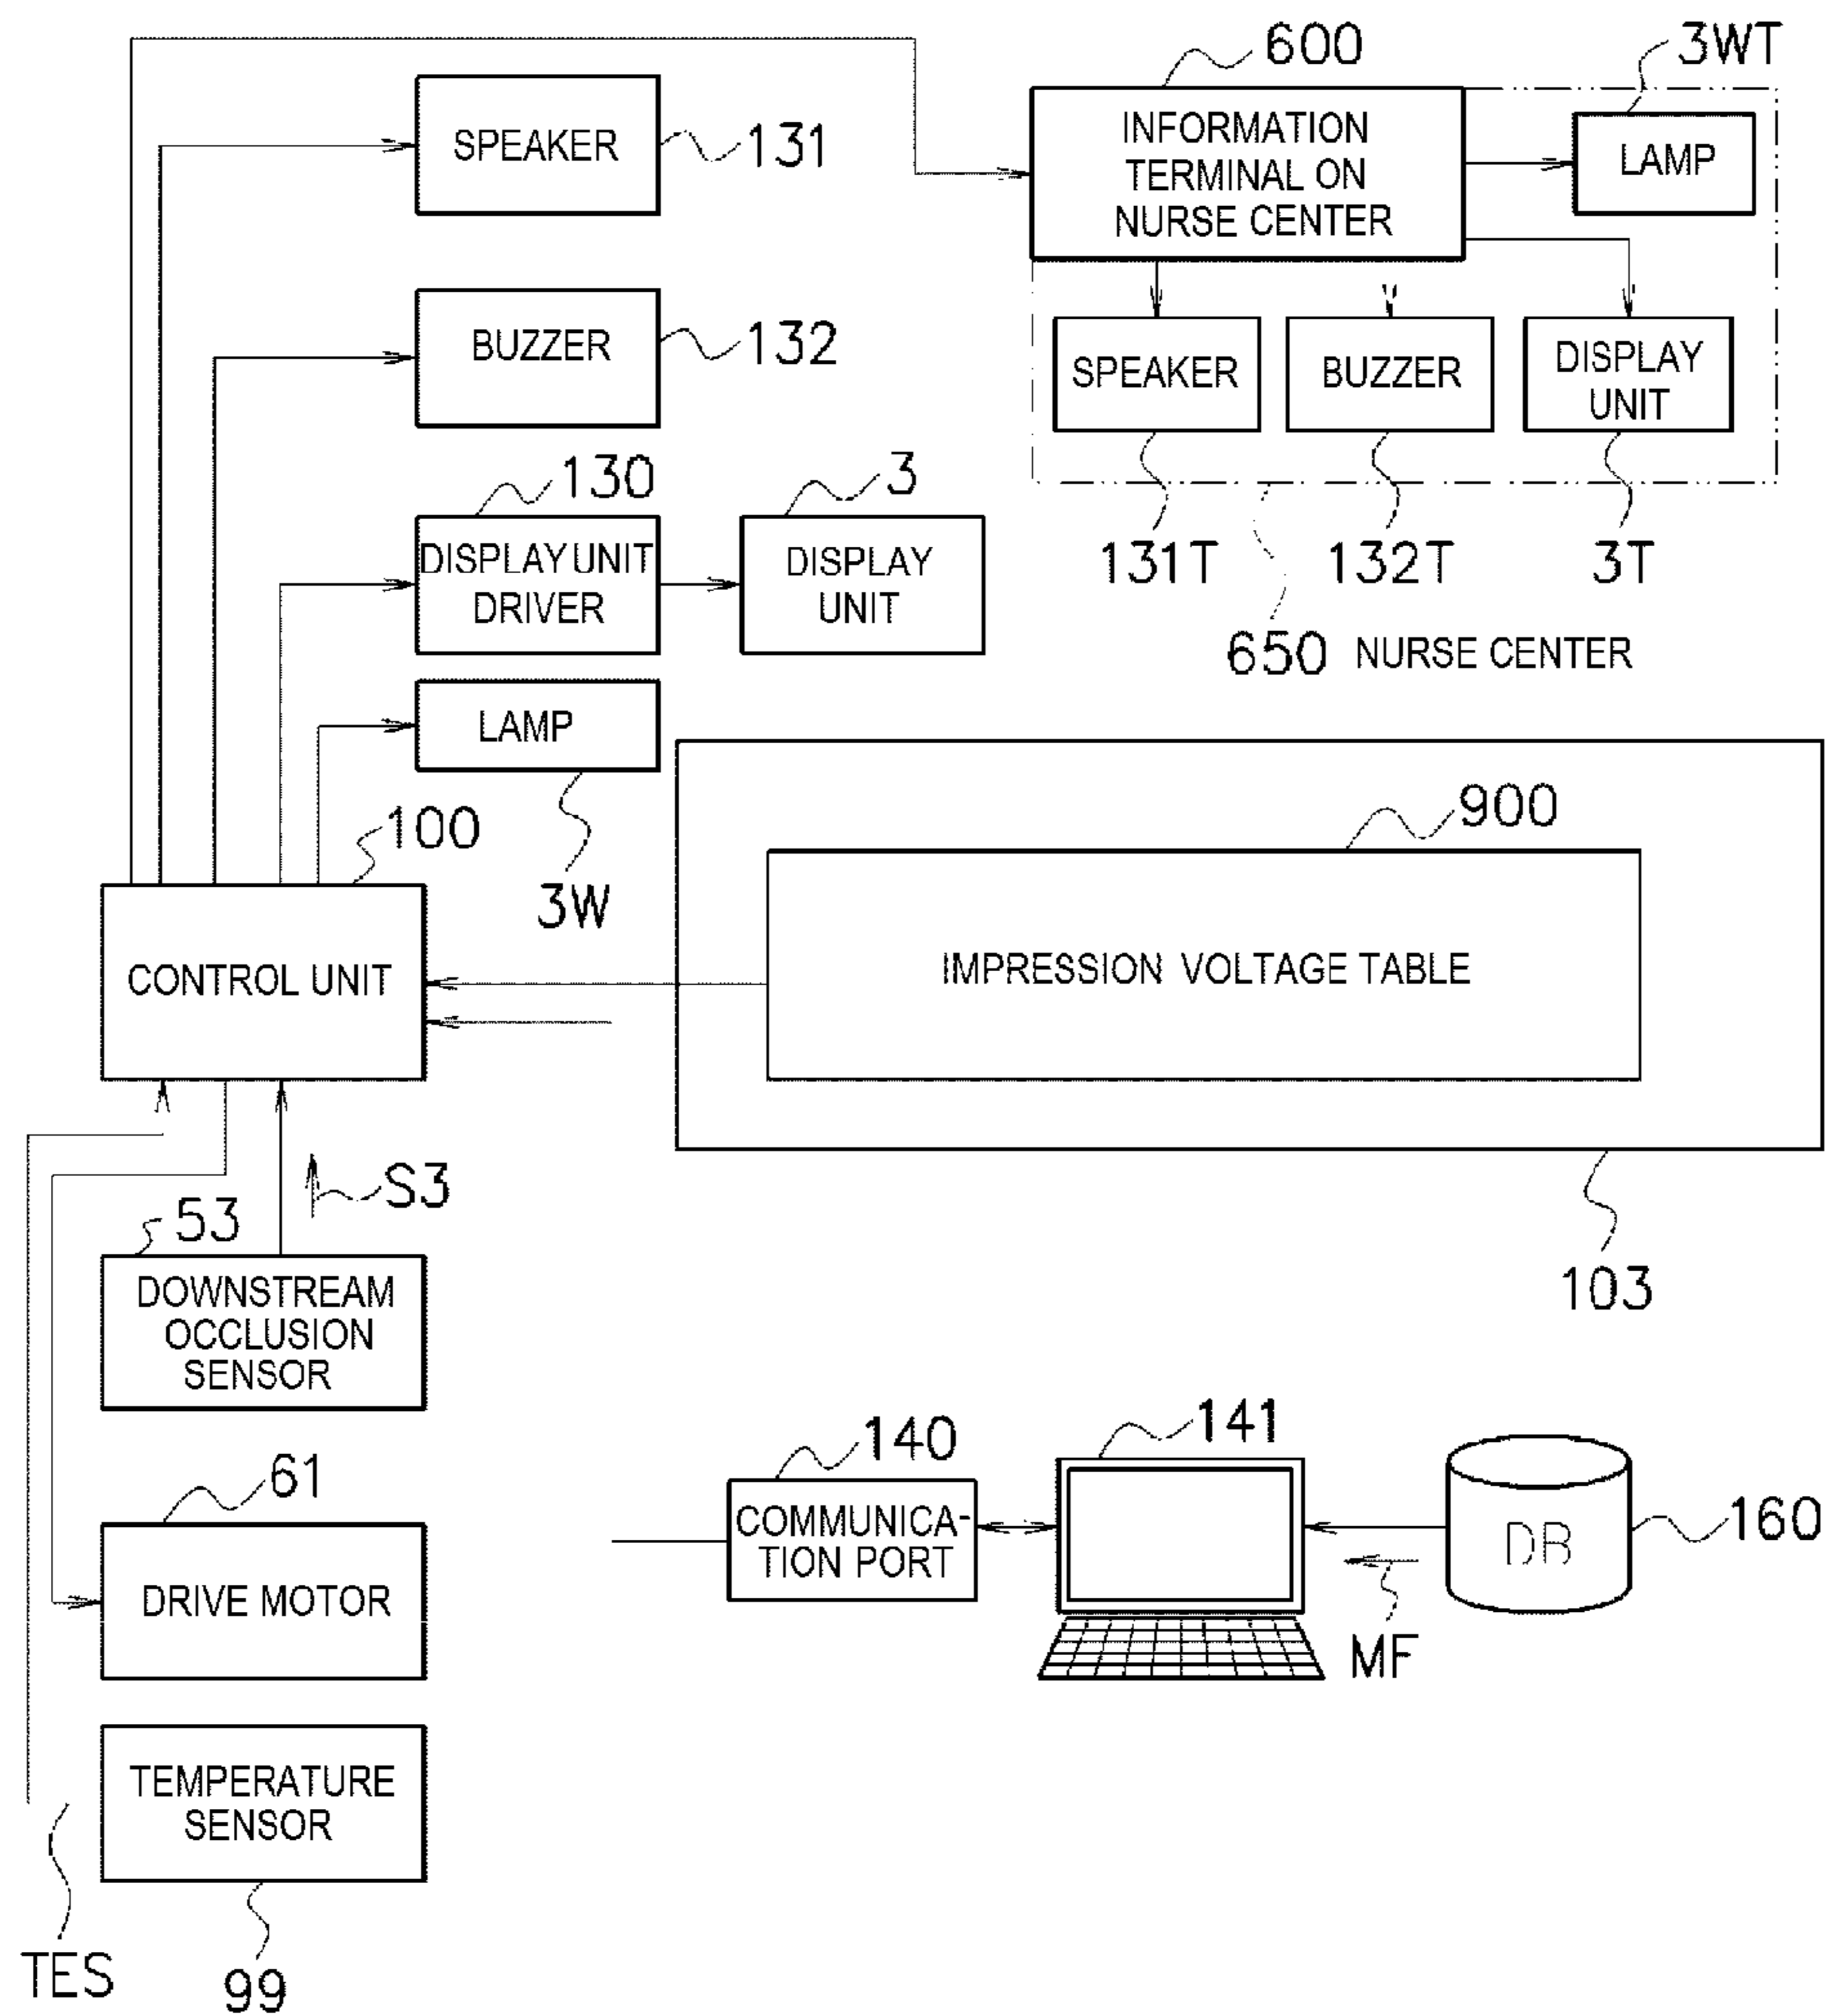 600
3WT
SPEAKER
131
INFORMATION
TERMINAL ON
NURSE CENTER
LAMP
BUZZER
132
SPEAKER
BUZZER
DISPLAY
UNIT
130
3
DISPLAY UNIT
DRIVER
DISPLAY
UNIT
131T
132T
3T
650 NURSE CENTER
LAMP
3W
100
900
CONTROL UNIT
IMPRESSION VOLTAGE TABLE
S3
53
103
DOWNSTREAM
OCCLUSION
SENSOR
61
140
141
DRIVE MOTOR
COMMUNICA-
TION PORT
DB
160
MF
TEMPERATURE
SENSOR
TES
99